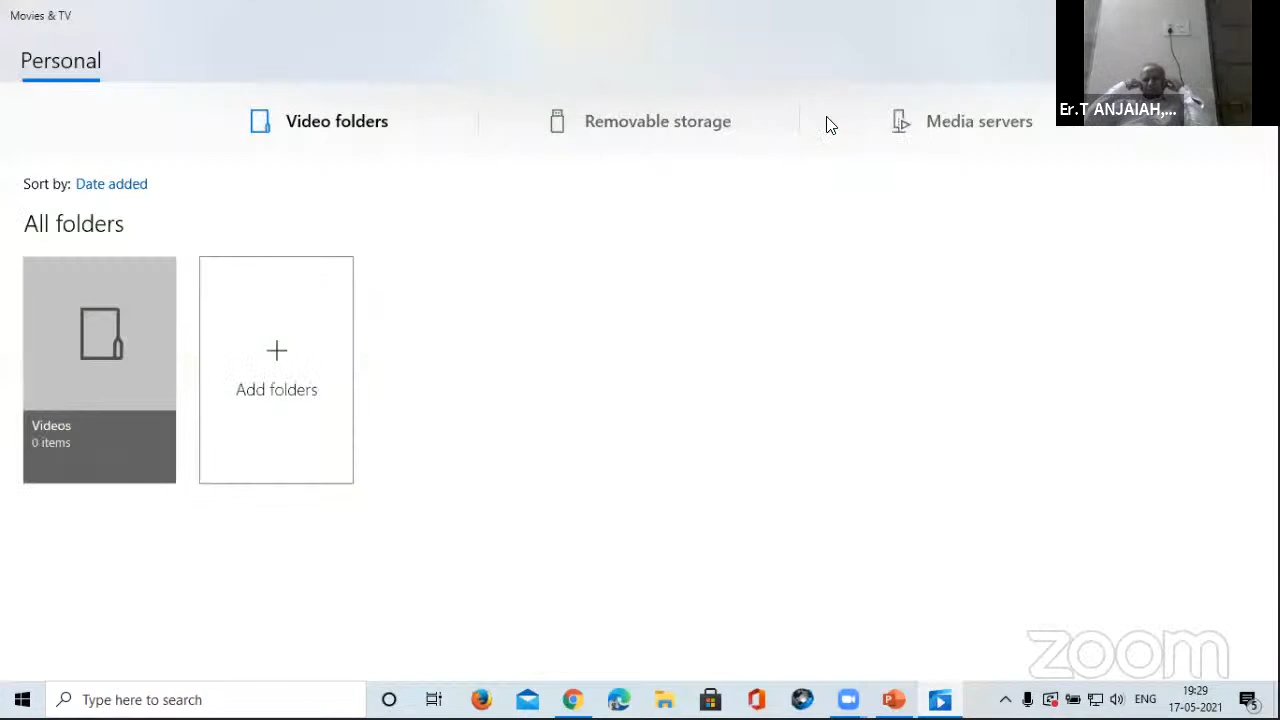 Movies & TV
Personal
Video folders
Removable storage
Media servers
Er.T ANJAIAH,...
Sort by: Date added
All folders
Videos
0 items
Add folders
zoom
Type here to search
ENG
19:29
17-05-2021
5